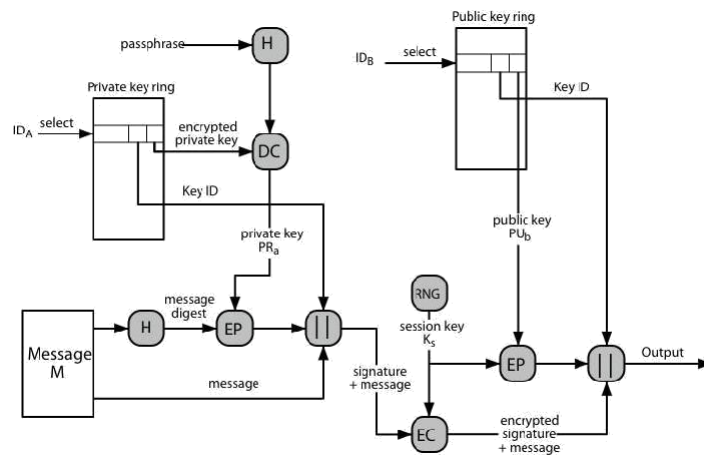 Public key ring
passphrase
H
ID_B
select
Private key ring
Key ID
ID_A
select
encrypted
private key
DC
Key ID
private key
PR_a
public key
PU_b
RNG
message
digest
session key
K_s
Message
M
H
EP
||
EP
||
Output
message
signature
+ message
EC
encrypted
signature
+ message